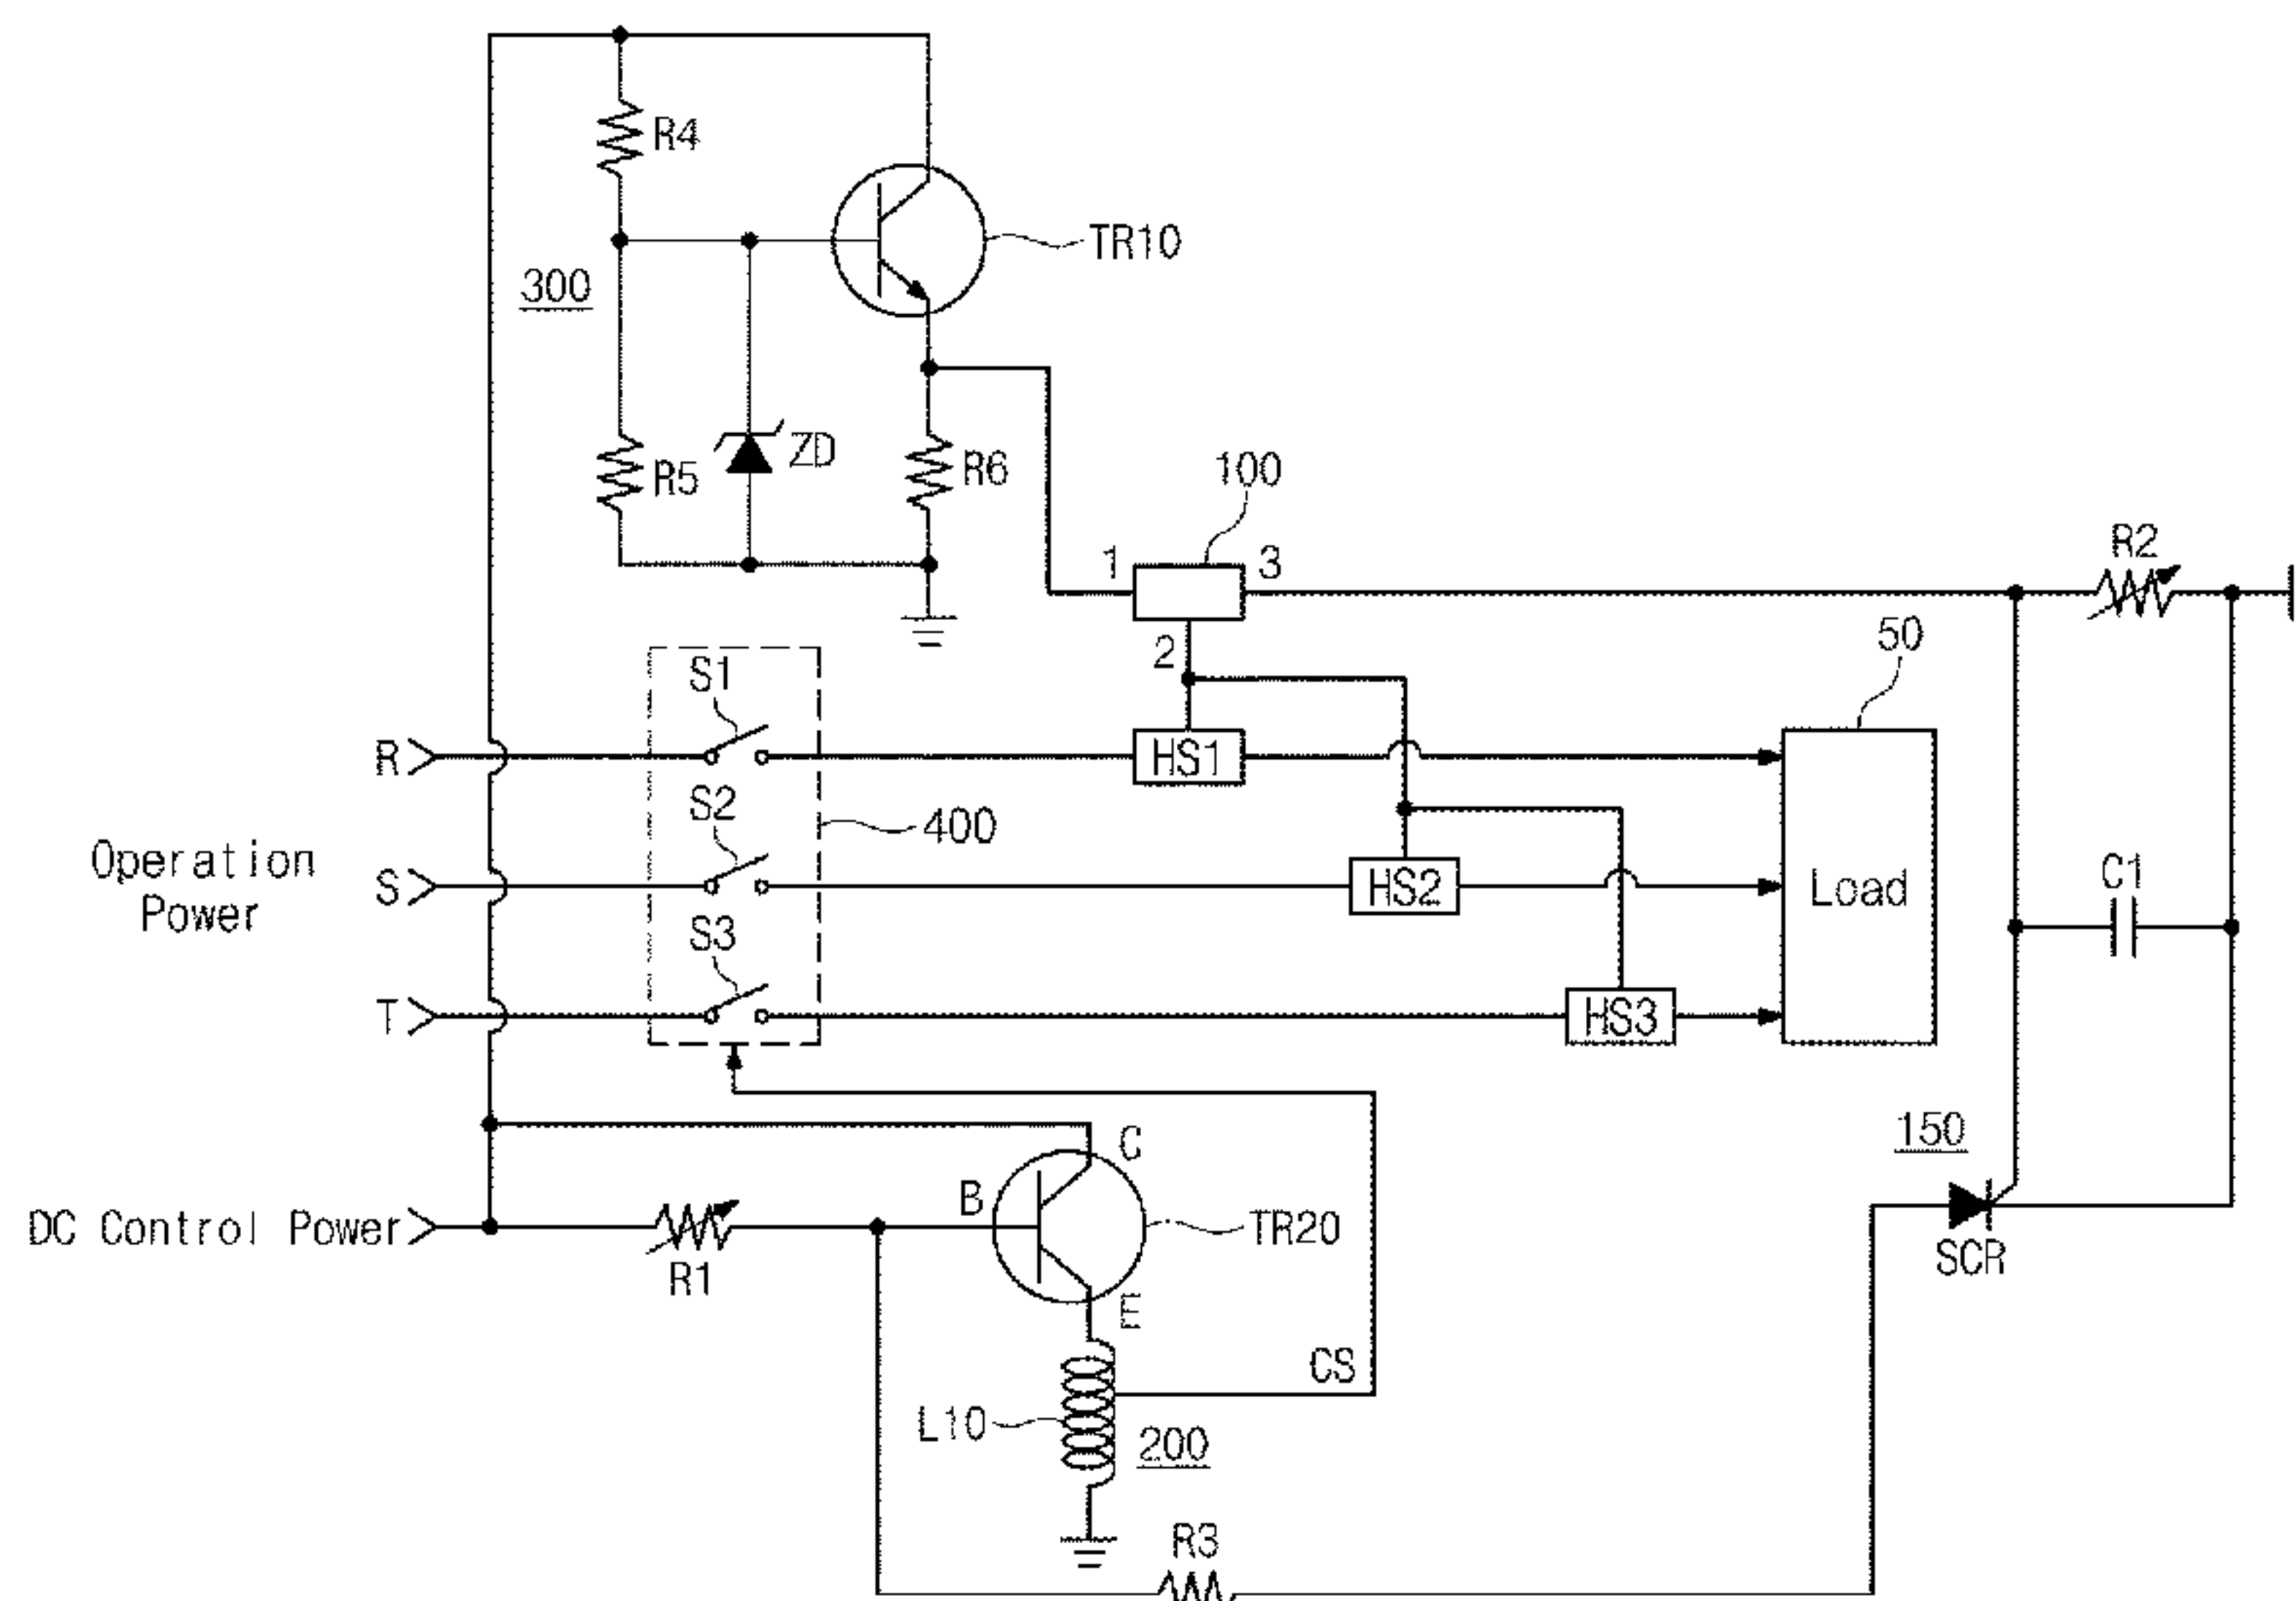 R4
TR10
300
ZD
R5
R6
100
1
3
R2
2
50
S1
R
HS1
S2
400
Operation
Power
S
HS2
Load
C1
S3
T
HS3
C
150
B
DC Control Power
TR20
R1
SCR
E
CS
L10
200
R3